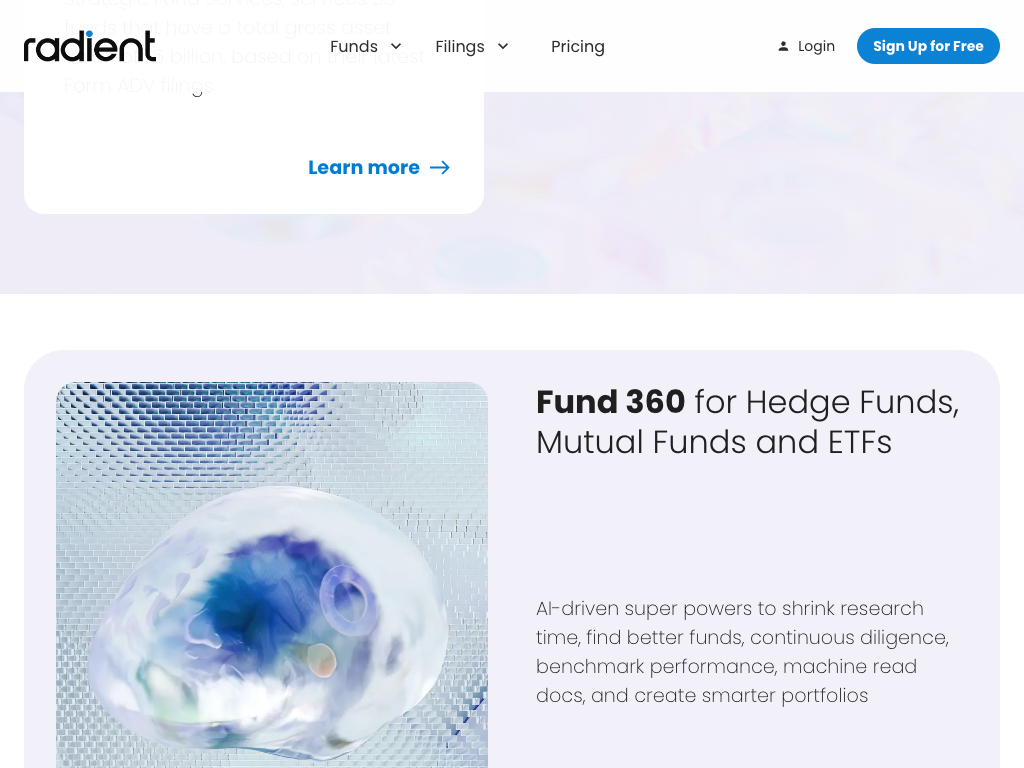 radient
Funds
Filings
Pricing
Login
Sign Up for Free
funds that have a total gross asset
billion, based on their latest
Form ADV filings
Learn more
Fund 360 for Hedge Funds,
Mutual Funds and ETFs
AI-driven super powers to shrink research
time, find better funds, continuous diligence,
benchmark performance, machine read
docs, and create smarter portfolios